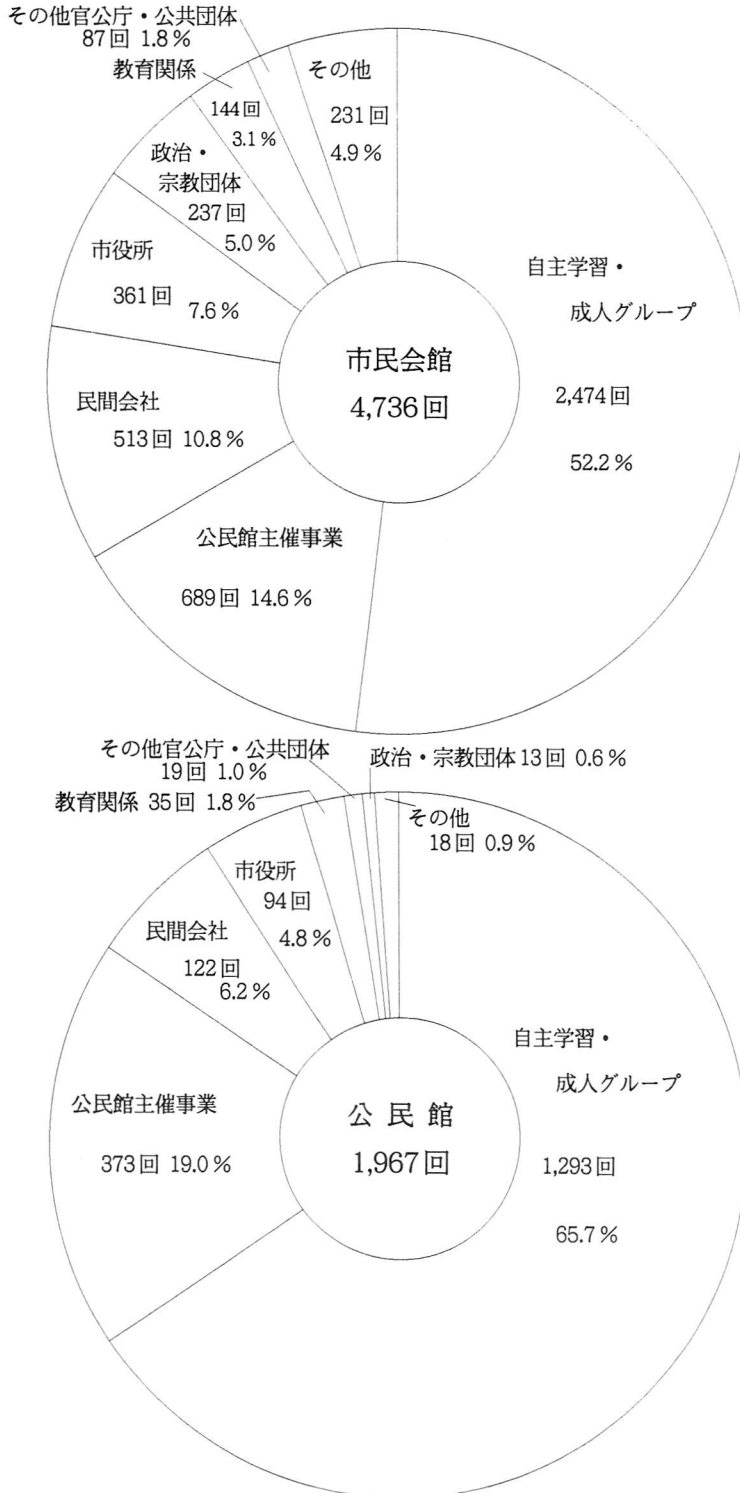 その他官公庁・公共団体
87回 1.8%
教育関係
144回
3.1%
その他
231回
4.9%
政治・
宗教団体
237回
5.0%
市役所
361回 7.6%
民間会社
513回 10.8%
公民館主催事業
689回 14.6%
自主学習・
成人グループ
2,474回
52.2%
市民会館
4,736回
その他官公庁・公共団体
19回 1.0%
政治・宗教団体 13回 0.6%
教育関係 35回 1.8%
その他
18回 0.9%
市役所
94回
4.8%
民間会社
122回
6.2%
公民館主催事業
373回 19.0%
自主学習・
成人グループ
1,293回
65.7%
公民館
1,967回